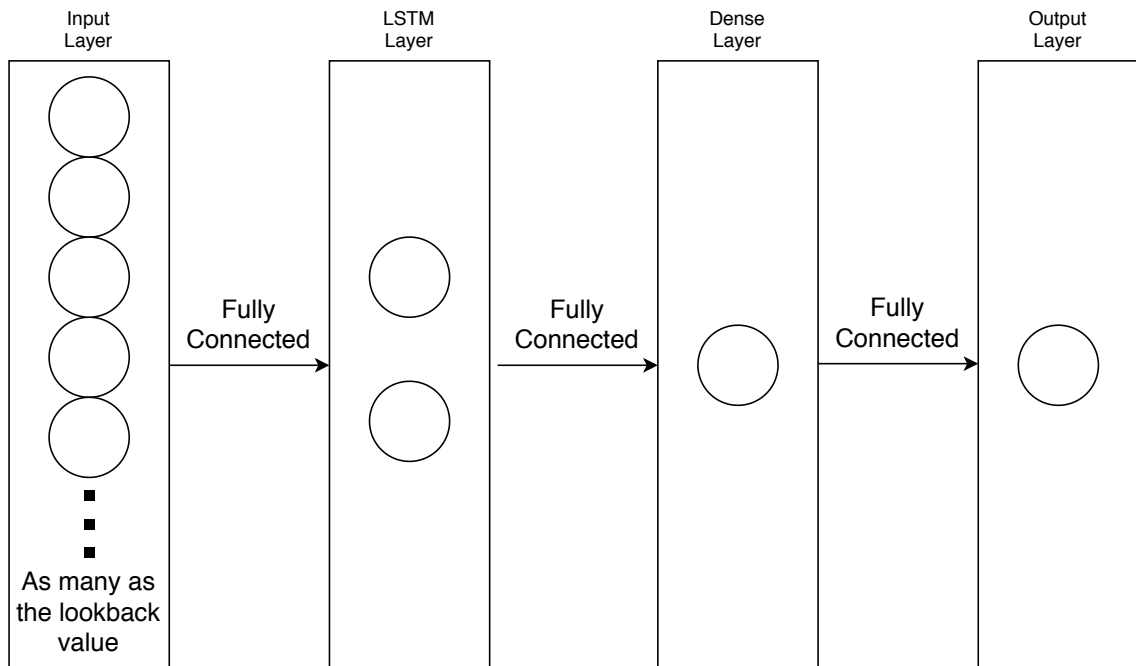 Input
Layer
LSTM
Layer
Dense
Layer
Output
Layer
Fully
Connected
Fully
Connected
Fully
Connected
As many as
the lookback
value